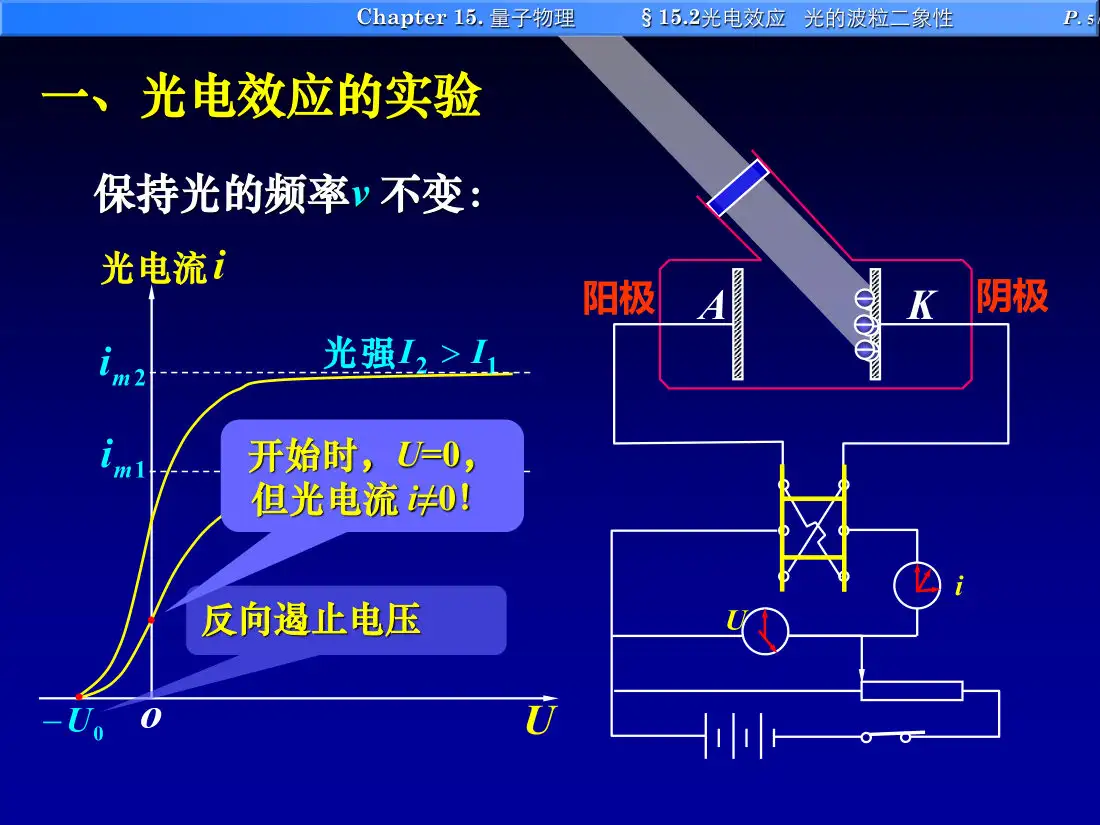 Chapter 15. 量子物理 §15.2光电效应 光的波粒二象性 P. 5/
一、光电效应的实验
保持光的频率ν 不变：
光电流 i
光强 I₂ > I₁
iₘ₂
iₘ₁
开始时，U=0，
但光电流 i≠0！
反向遏止电压
–U₀
o
U
阳极
A
K
阴极
i
U